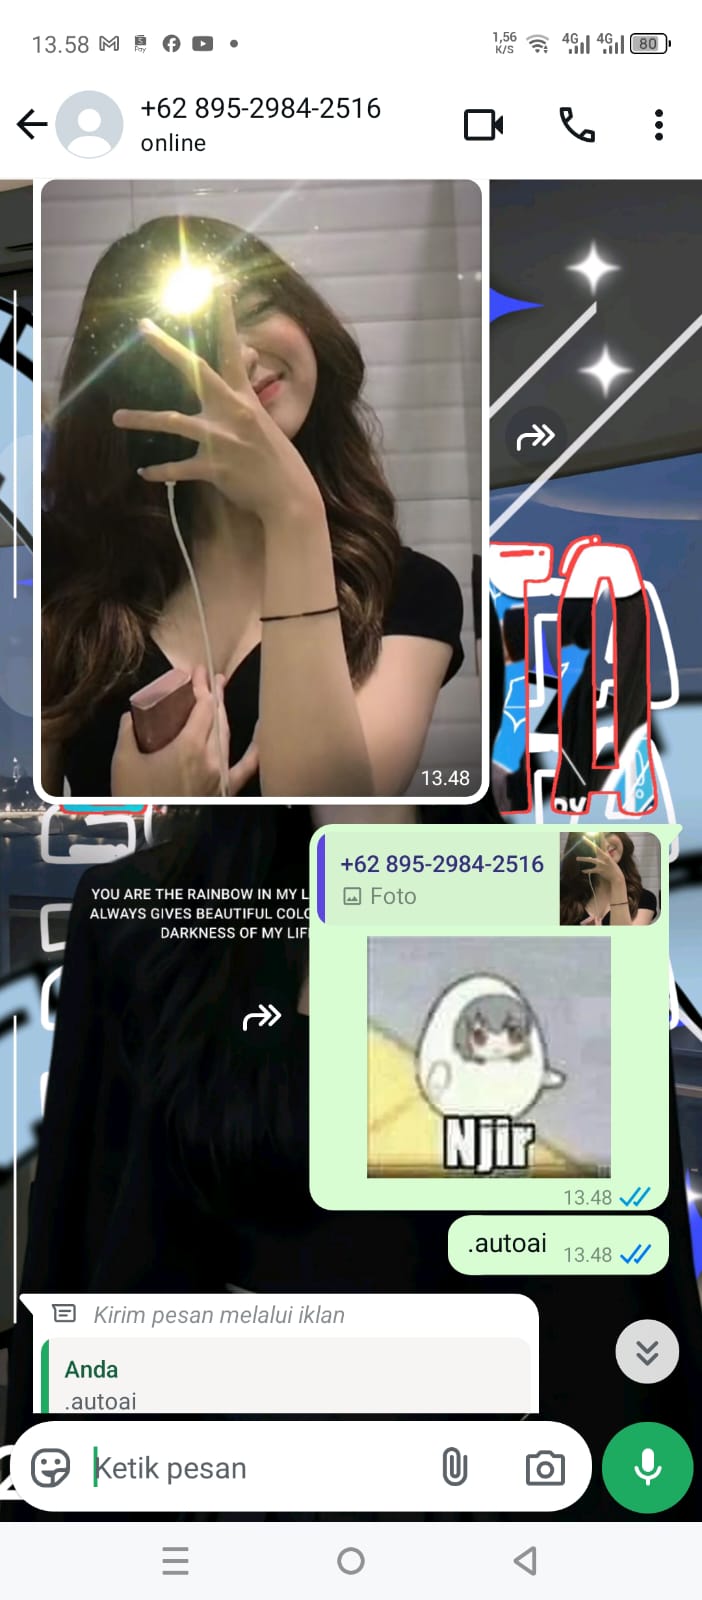 13.58
1,56 K/S
4G
4G
80
+62 895-2984-2516
online
13.48
YOU ARE THE RAINBOW IN MY L
ALWAYS GIVES BEAUTIFUL COLO
DARKNESS OF MY LIF
+62 895-2984-2516
Foto
Njir
13.48
.autoai 13.48
Kirim pesan melalui iklan
Anda
.autoai
Ketik pesan